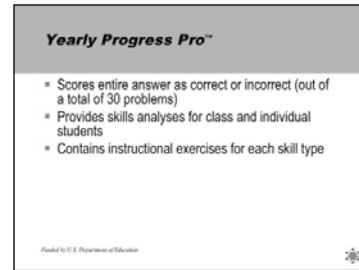 Yearly Progress Pro™
▪ Scores entire answer as correct or incorrect (out of
a total of 30 problems)
▪ Provides skills analyses for class and individual
students
▪ Contains instructional exercises for each skill type
Funded by U.S. Department of Education